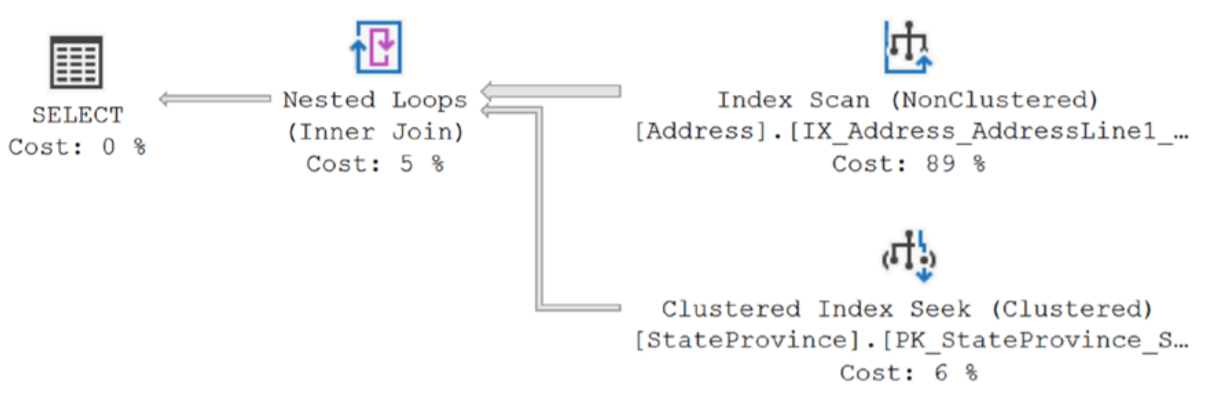 SELECT
Cost: 0 %
Nested Loops
(Inner Join)
Cost: 5 %
Index Scan (NonClustered)
[Address].[IX_Address_AddressLine1_…
Cost: 89 %
Clustered Index Seek (Clustered)
[StateProvince].[PK_StateProvince_S…
Cost: 6 %